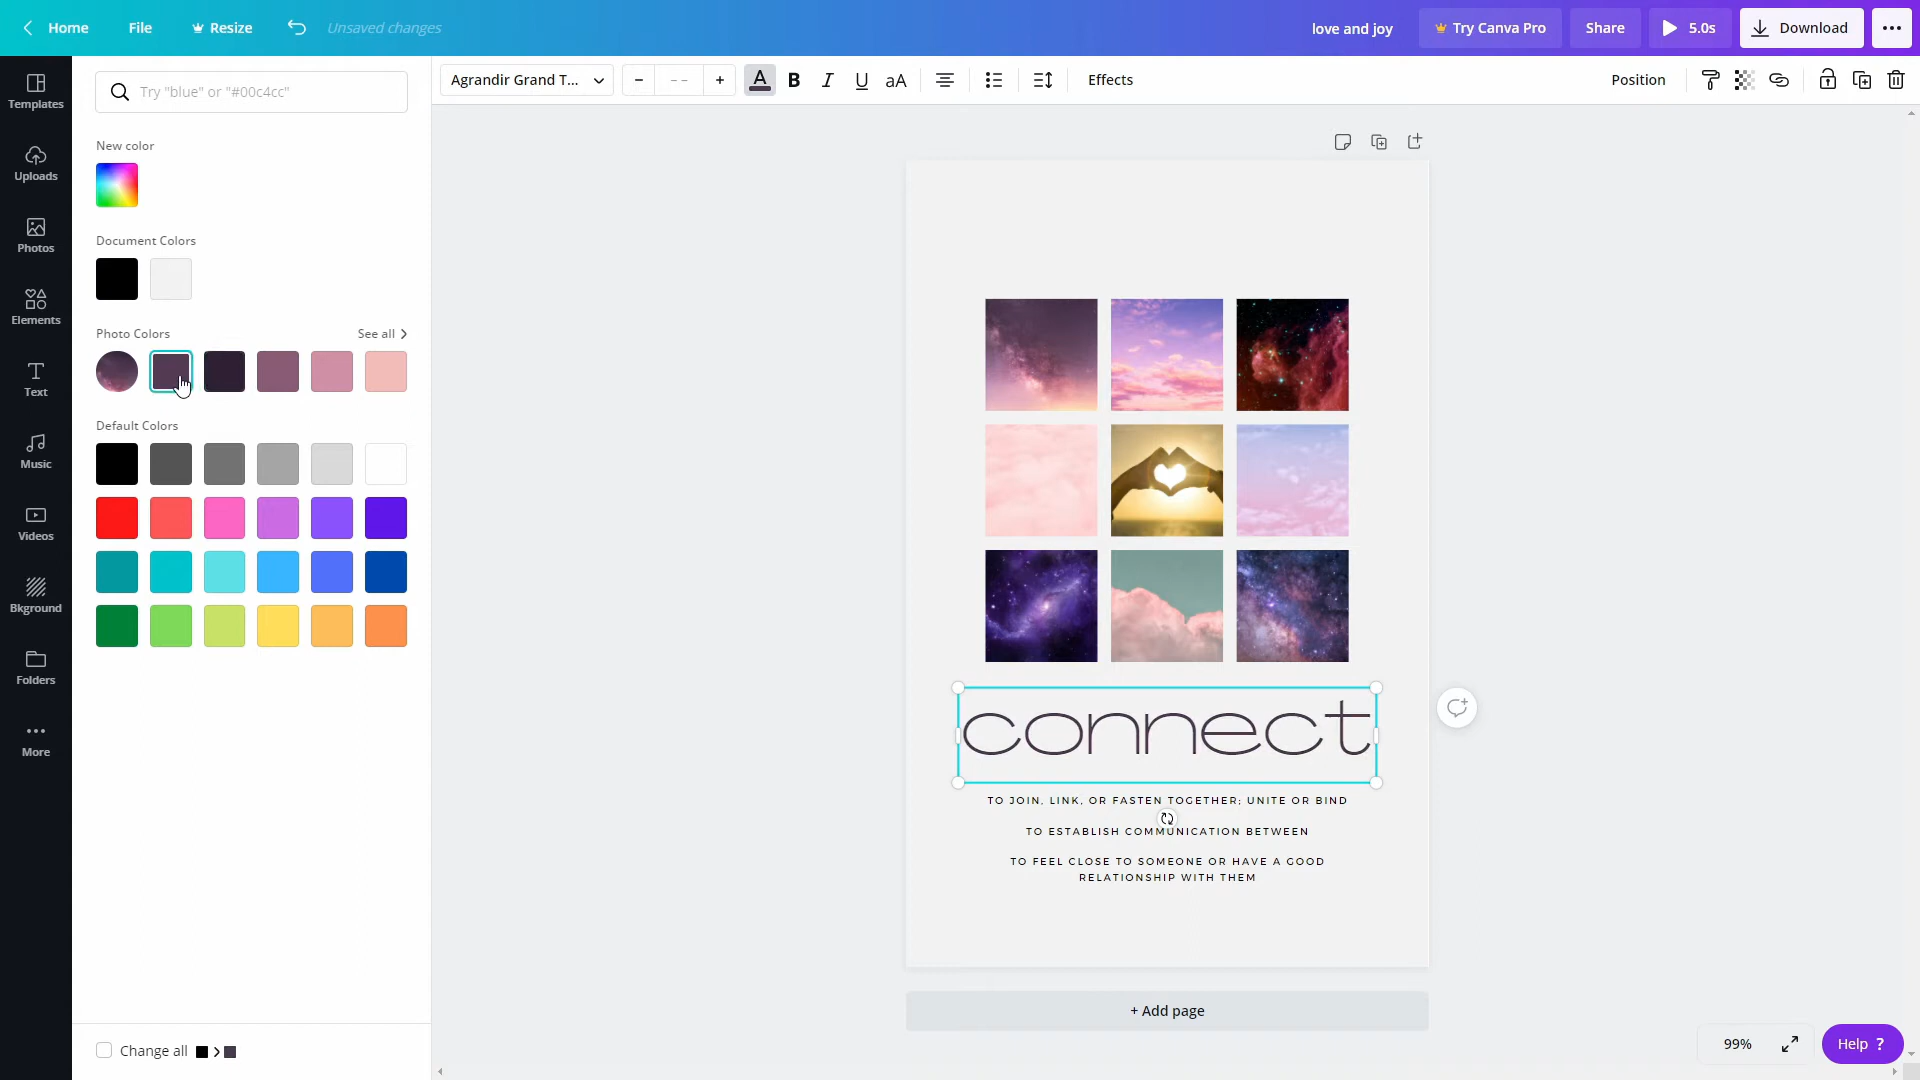 Home
File
Resize
Unsaved changes
love and joy
Try Canva Pro
Share
5.0s
Download
Templates
Uploads
Photos
Elements
Text
Music
Videos
Bkground
Folders
More
Try "blue" or "#00c4cc"
New color
Document Colors
Photo Colors
See all
Default Colors
Change all
Agrandir Grand T...
− -- +
A B I U aA
Effects
Position
connect
TO JOIN, LINK, OR FASTEN TOGETHER; UNITE OR BIND
TO ESTABLISH COMMUNICATION BETWEEN
TO FEEL CLOSE TO SOMEONE OR HAVE A GOOD
RELATIONSHIP WITH THEM
+ Add page
99%
Help ?